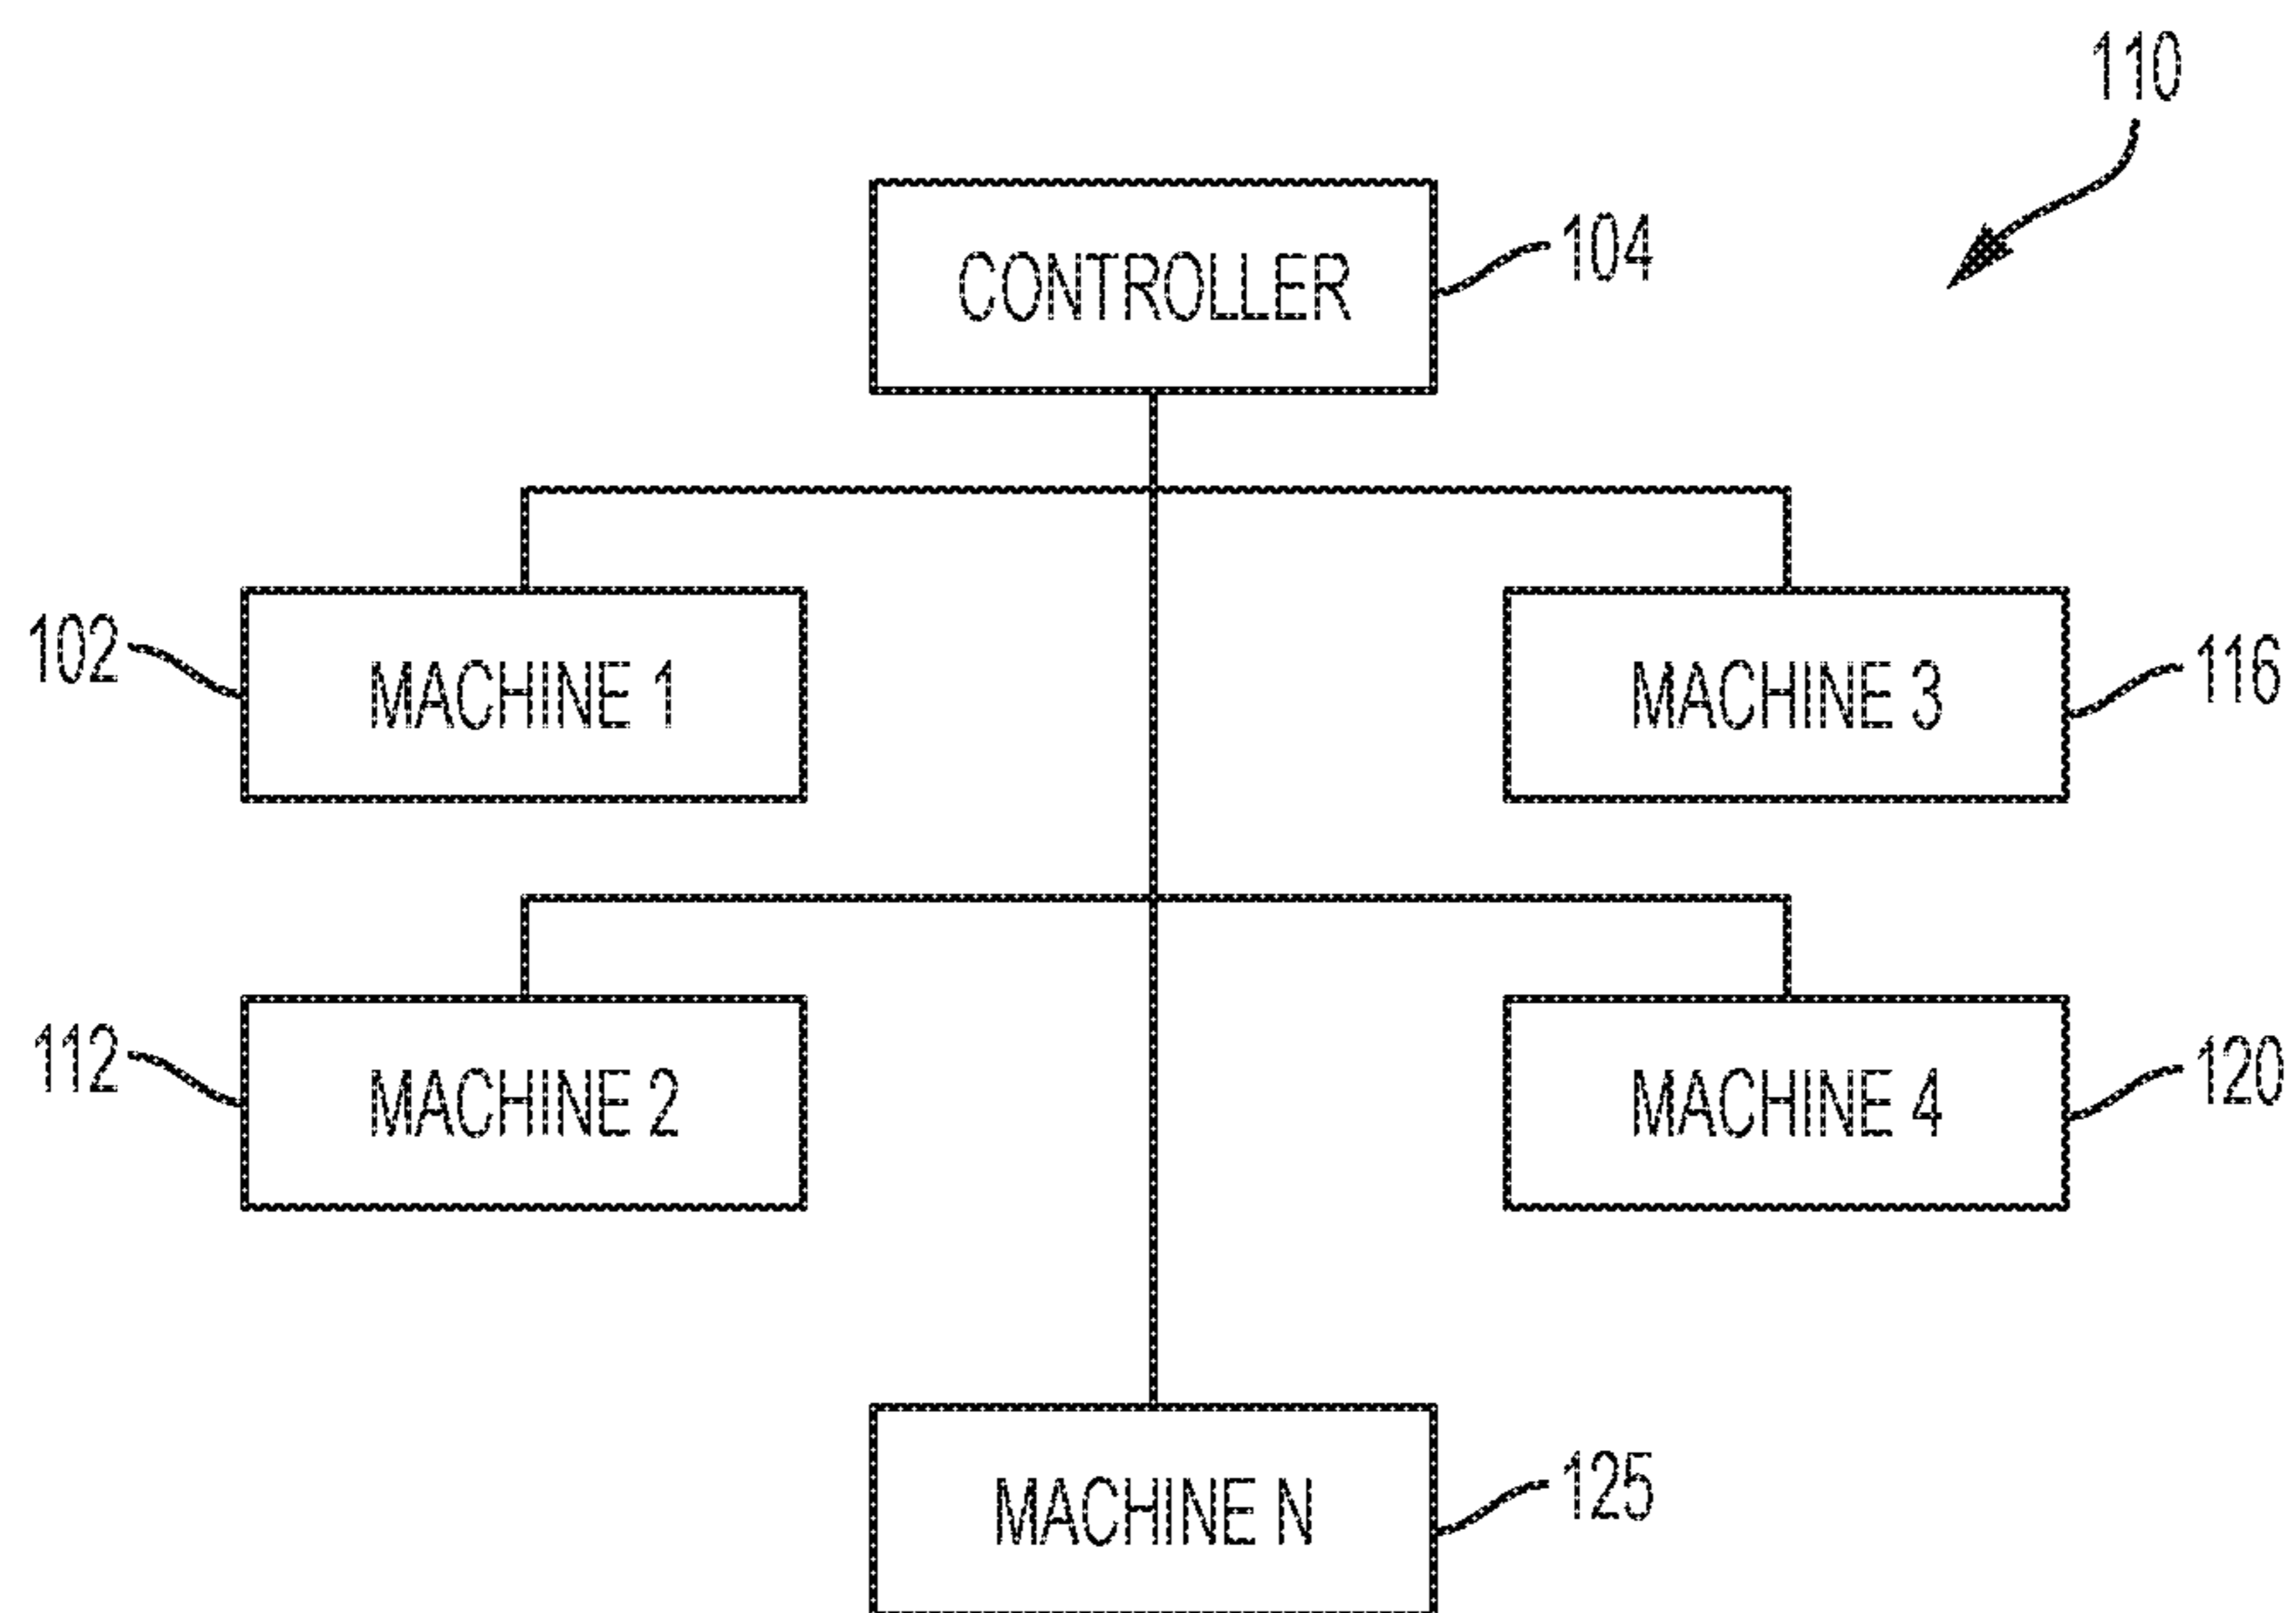 110
CONTROLLER
104
102
MACHINE 1
MACHINE 3
116
112
MACHINE 2
MACHINE 4
120
MACHINE N
125